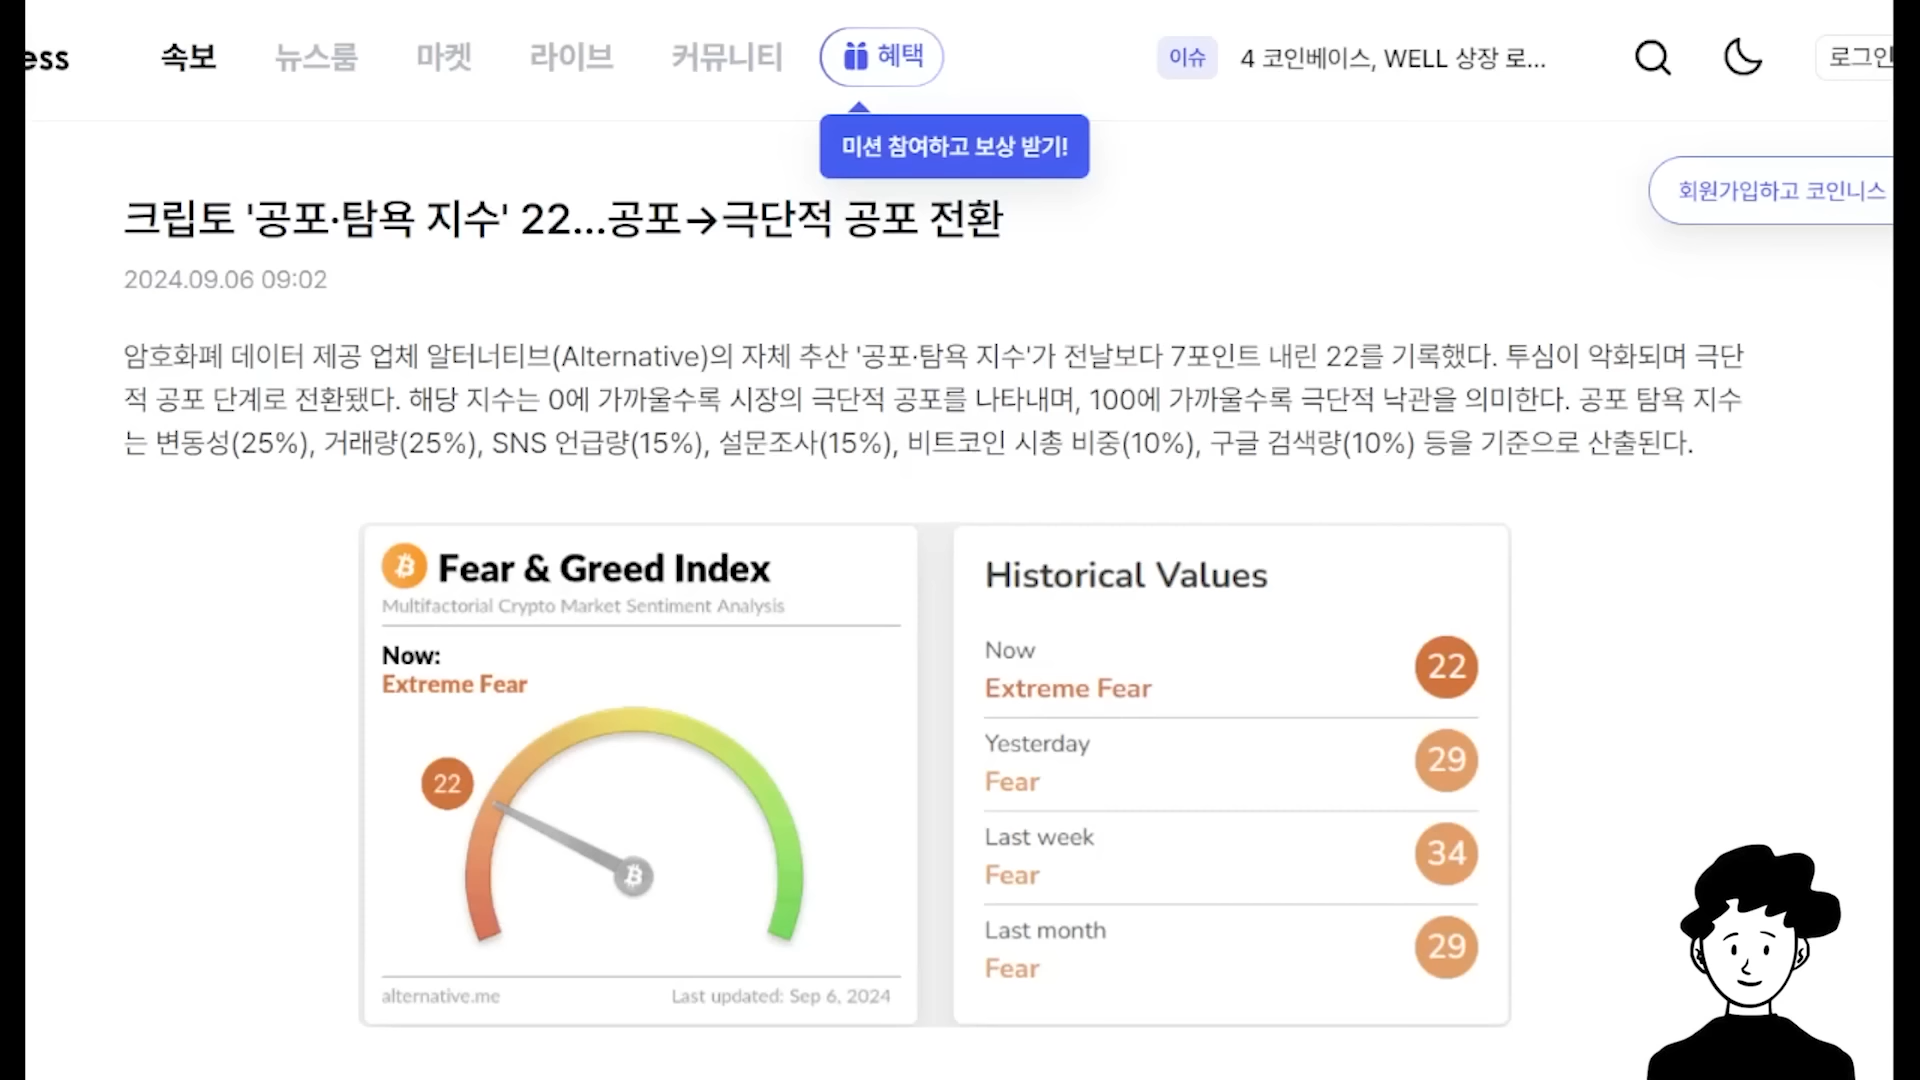 ess 속보 뉴스룸 마켓 라이브 커뮤니티 혜택 이슈 4 코인베이스, WELL 상장 로... 로그인
미션 참여하고 보상 받기!
회원가입하고 코인니스
크립토 '공포·탐욕 지수' 22...공포→극단적 공포 전환
2024.09.06 09:02
암호화폐 데이터 제공 업체 알터너티브(Alternative)의 자체 추산 '공포·탐욕 지수'가 전날보다 7포인트 내린 22를 기록했다. 투심이 악화되며 극단
적 공포 단계로 전환됐다. 해당 지수는 0에 가까울수록 시장의 극단적 공포를 나타내며, 100에 가까울수록 극단적 낙관을 의미한다. 공포 탐욕 지수
는 변동성(25%), 거래량(25%), SNS 언급량(15%), 설문조사(15%), 비트코인 시총 비중(10%), 구글 검색량(10%) 등을 기준으로 산출된다.
Fear & Greed Index
Multifactorial Crypto Market Sentiment Analysis
Now:
Extreme Fear
22
alternative.me Last updated: Sep 6, 2024
Historical Values
Now
Extreme Fear
22
Yesterday
Fear
29
Last week
Fear
34
Last month
Fear
29